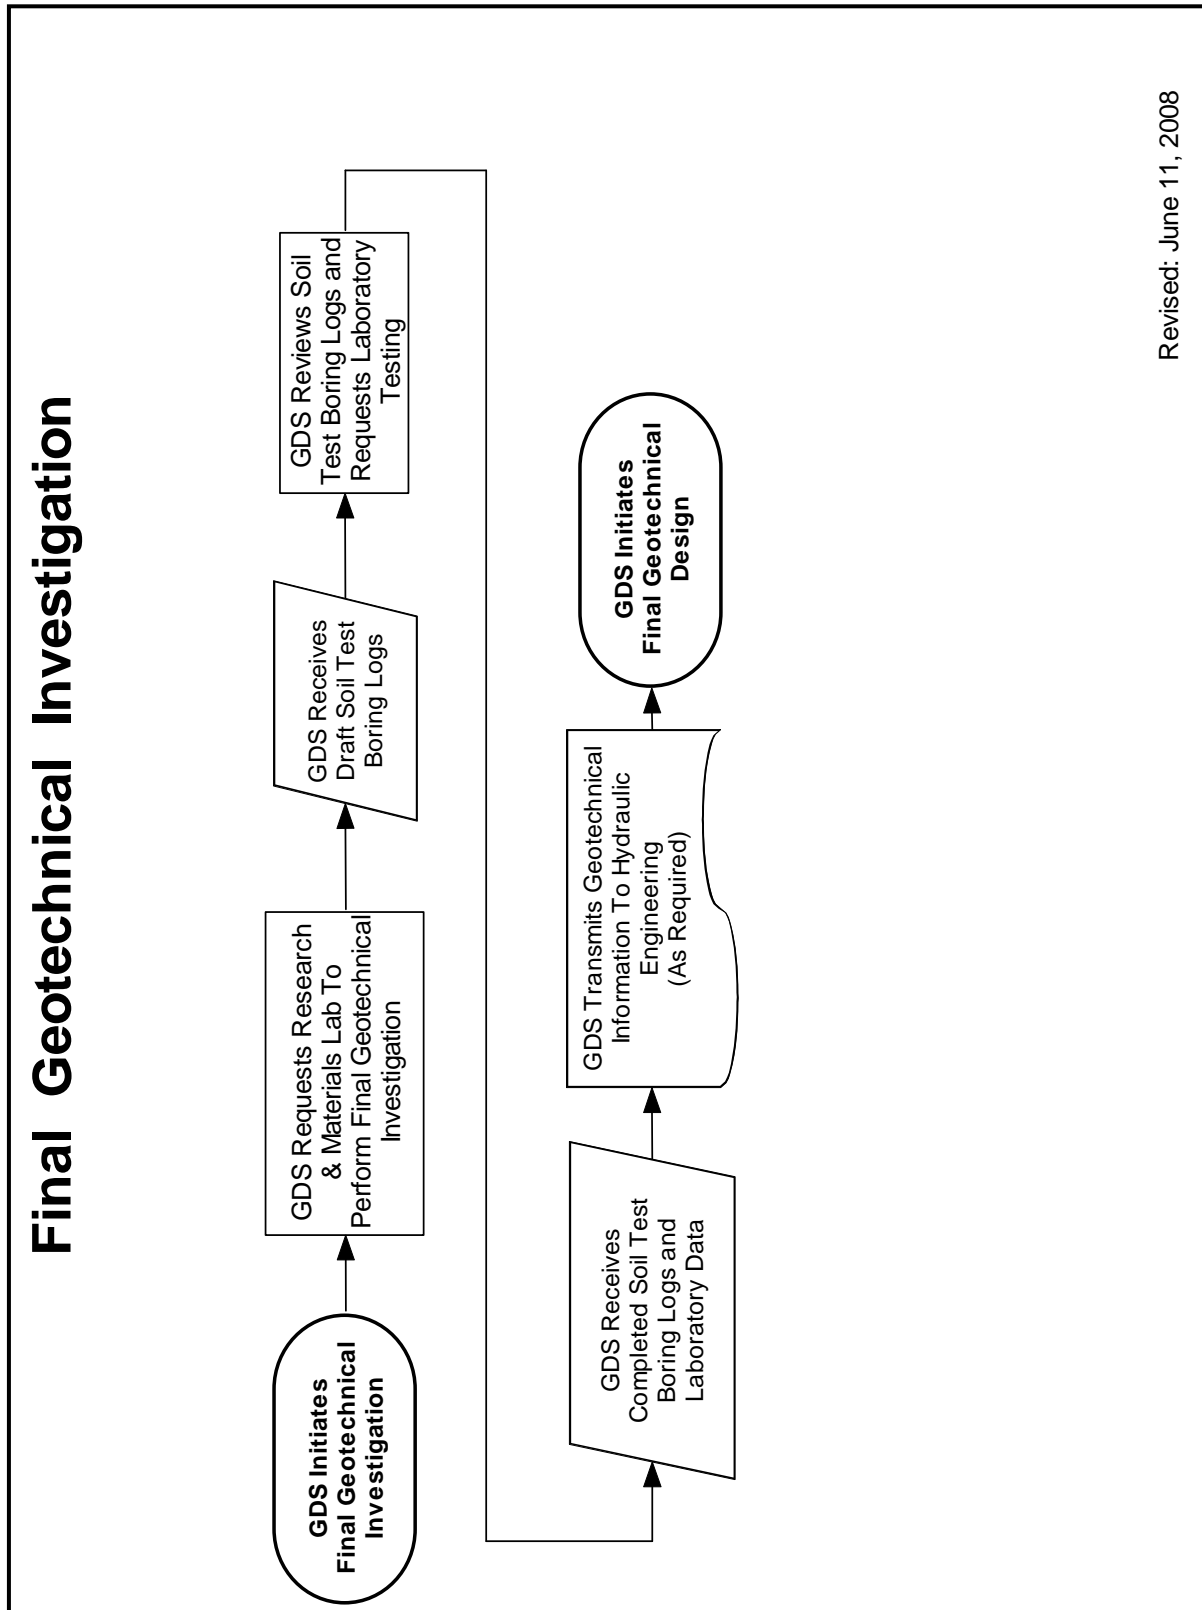 Final Geotechnical Investigation
GDS Initiates
Final Geotechnical
Investigation
GDS Requests Research
& Materials Lab To
Perform Final Geotechnical
Investigation
GDS Receives
Draft Soil Test
Boring Logs
GDS Reviews Soil
Test Boring Logs and
Requests Laboratory
Testing
GDS Receives
Completed Soil Test
Boring Logs and
Laboratory Data
GDS Transmits Geotechnical
Information To Hydraulic
Engineering
(As Required)
GDS Initiates
Final Geotechnical
Design
Revised: June 11, 2008